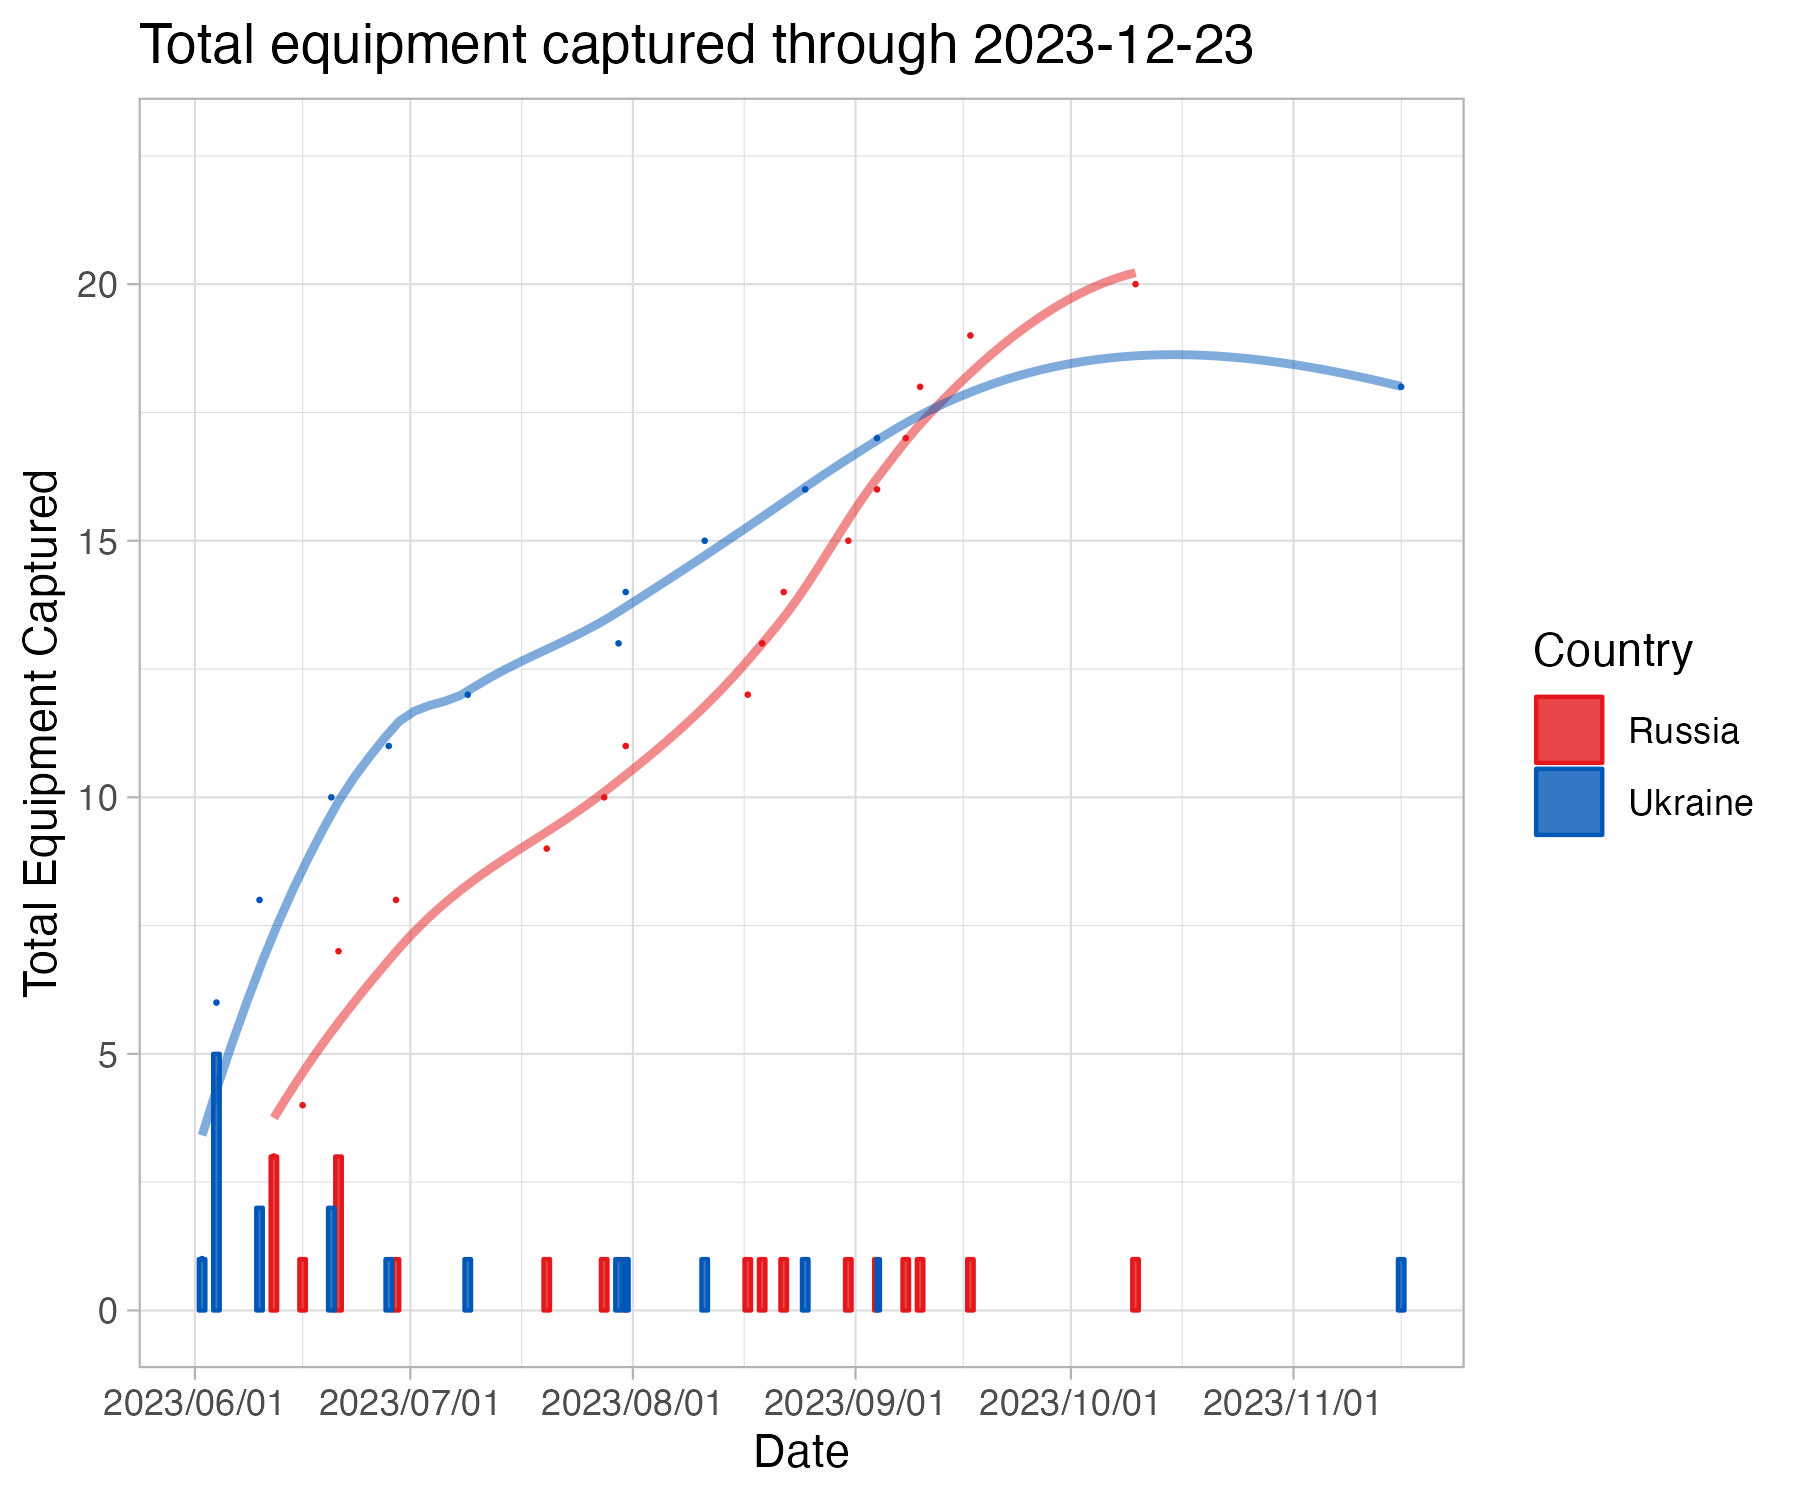 Total equipment captured through 2023-12-23
Total Equipment Captured
20
15
10
5
0
2023/06/01 2023/07/01 2023/08/01 2023/09/01 2023/10/01 2023/11/01
Date
Country
Russia
Ukraine